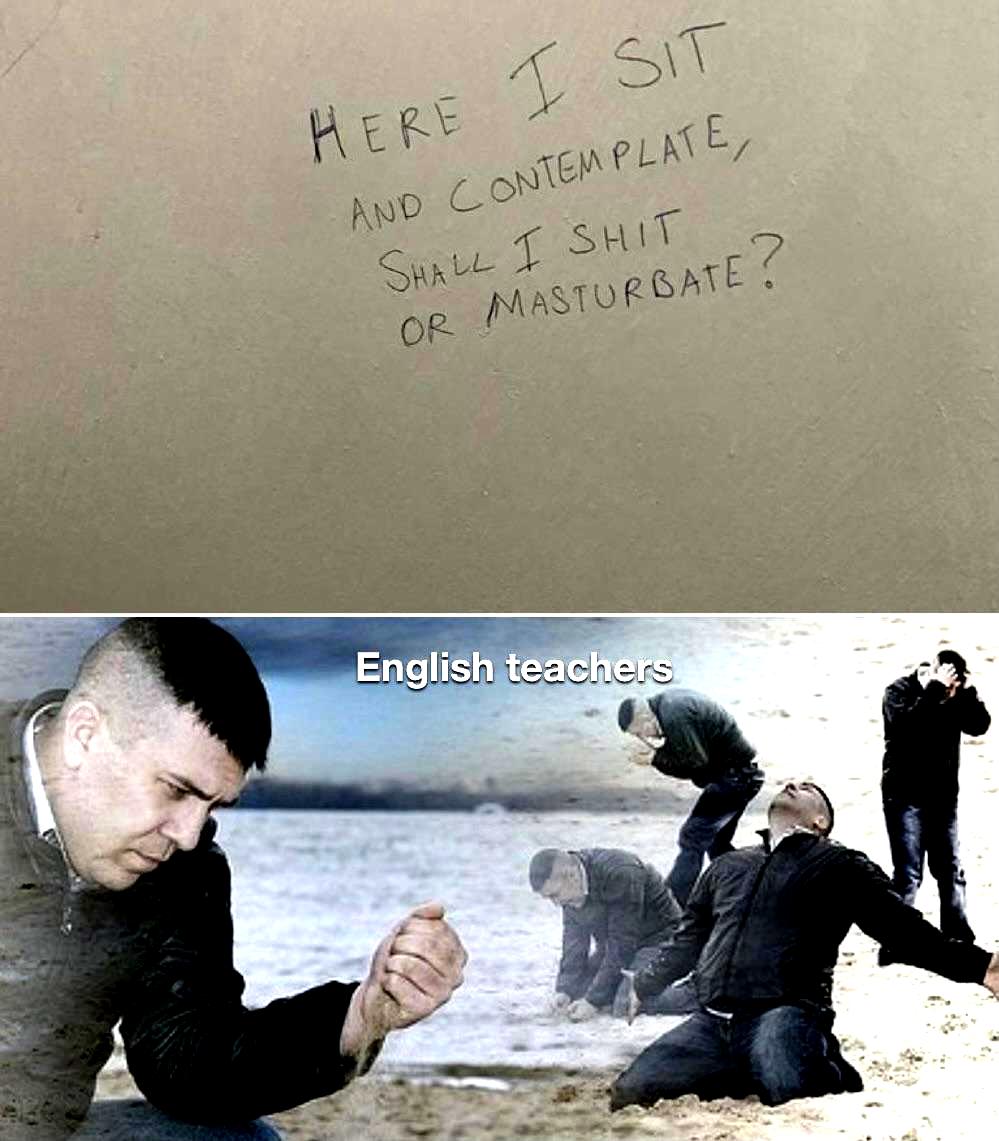 HERE I SIT
AND CONTEMPLATE,
SHALL I SHIT
OR MASTURBATE?
English teachers